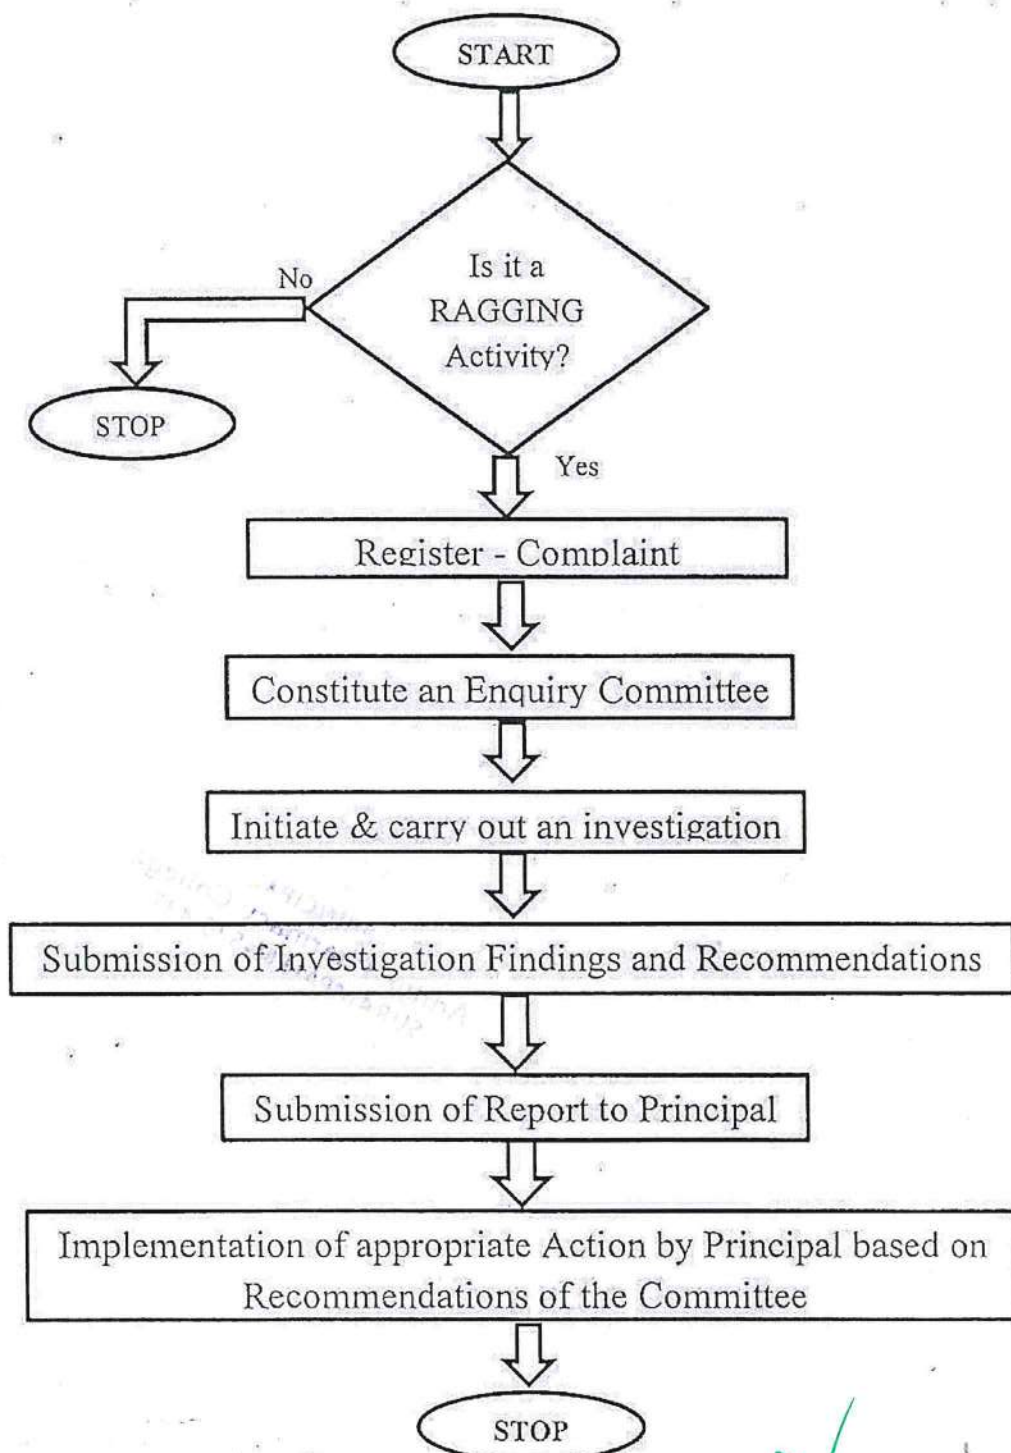 START
Is it a
RAGGING
Activity?
No
STOP
Yes
Register - Complaint
Constitute an Enquiry Committee
Initiate & carry out an investigation
Submission of Investigation Findings and Recommendations
Submission of Report to Principal
Implementation of appropriate Action by Principal based on
Recommendations of the Committee
STOP